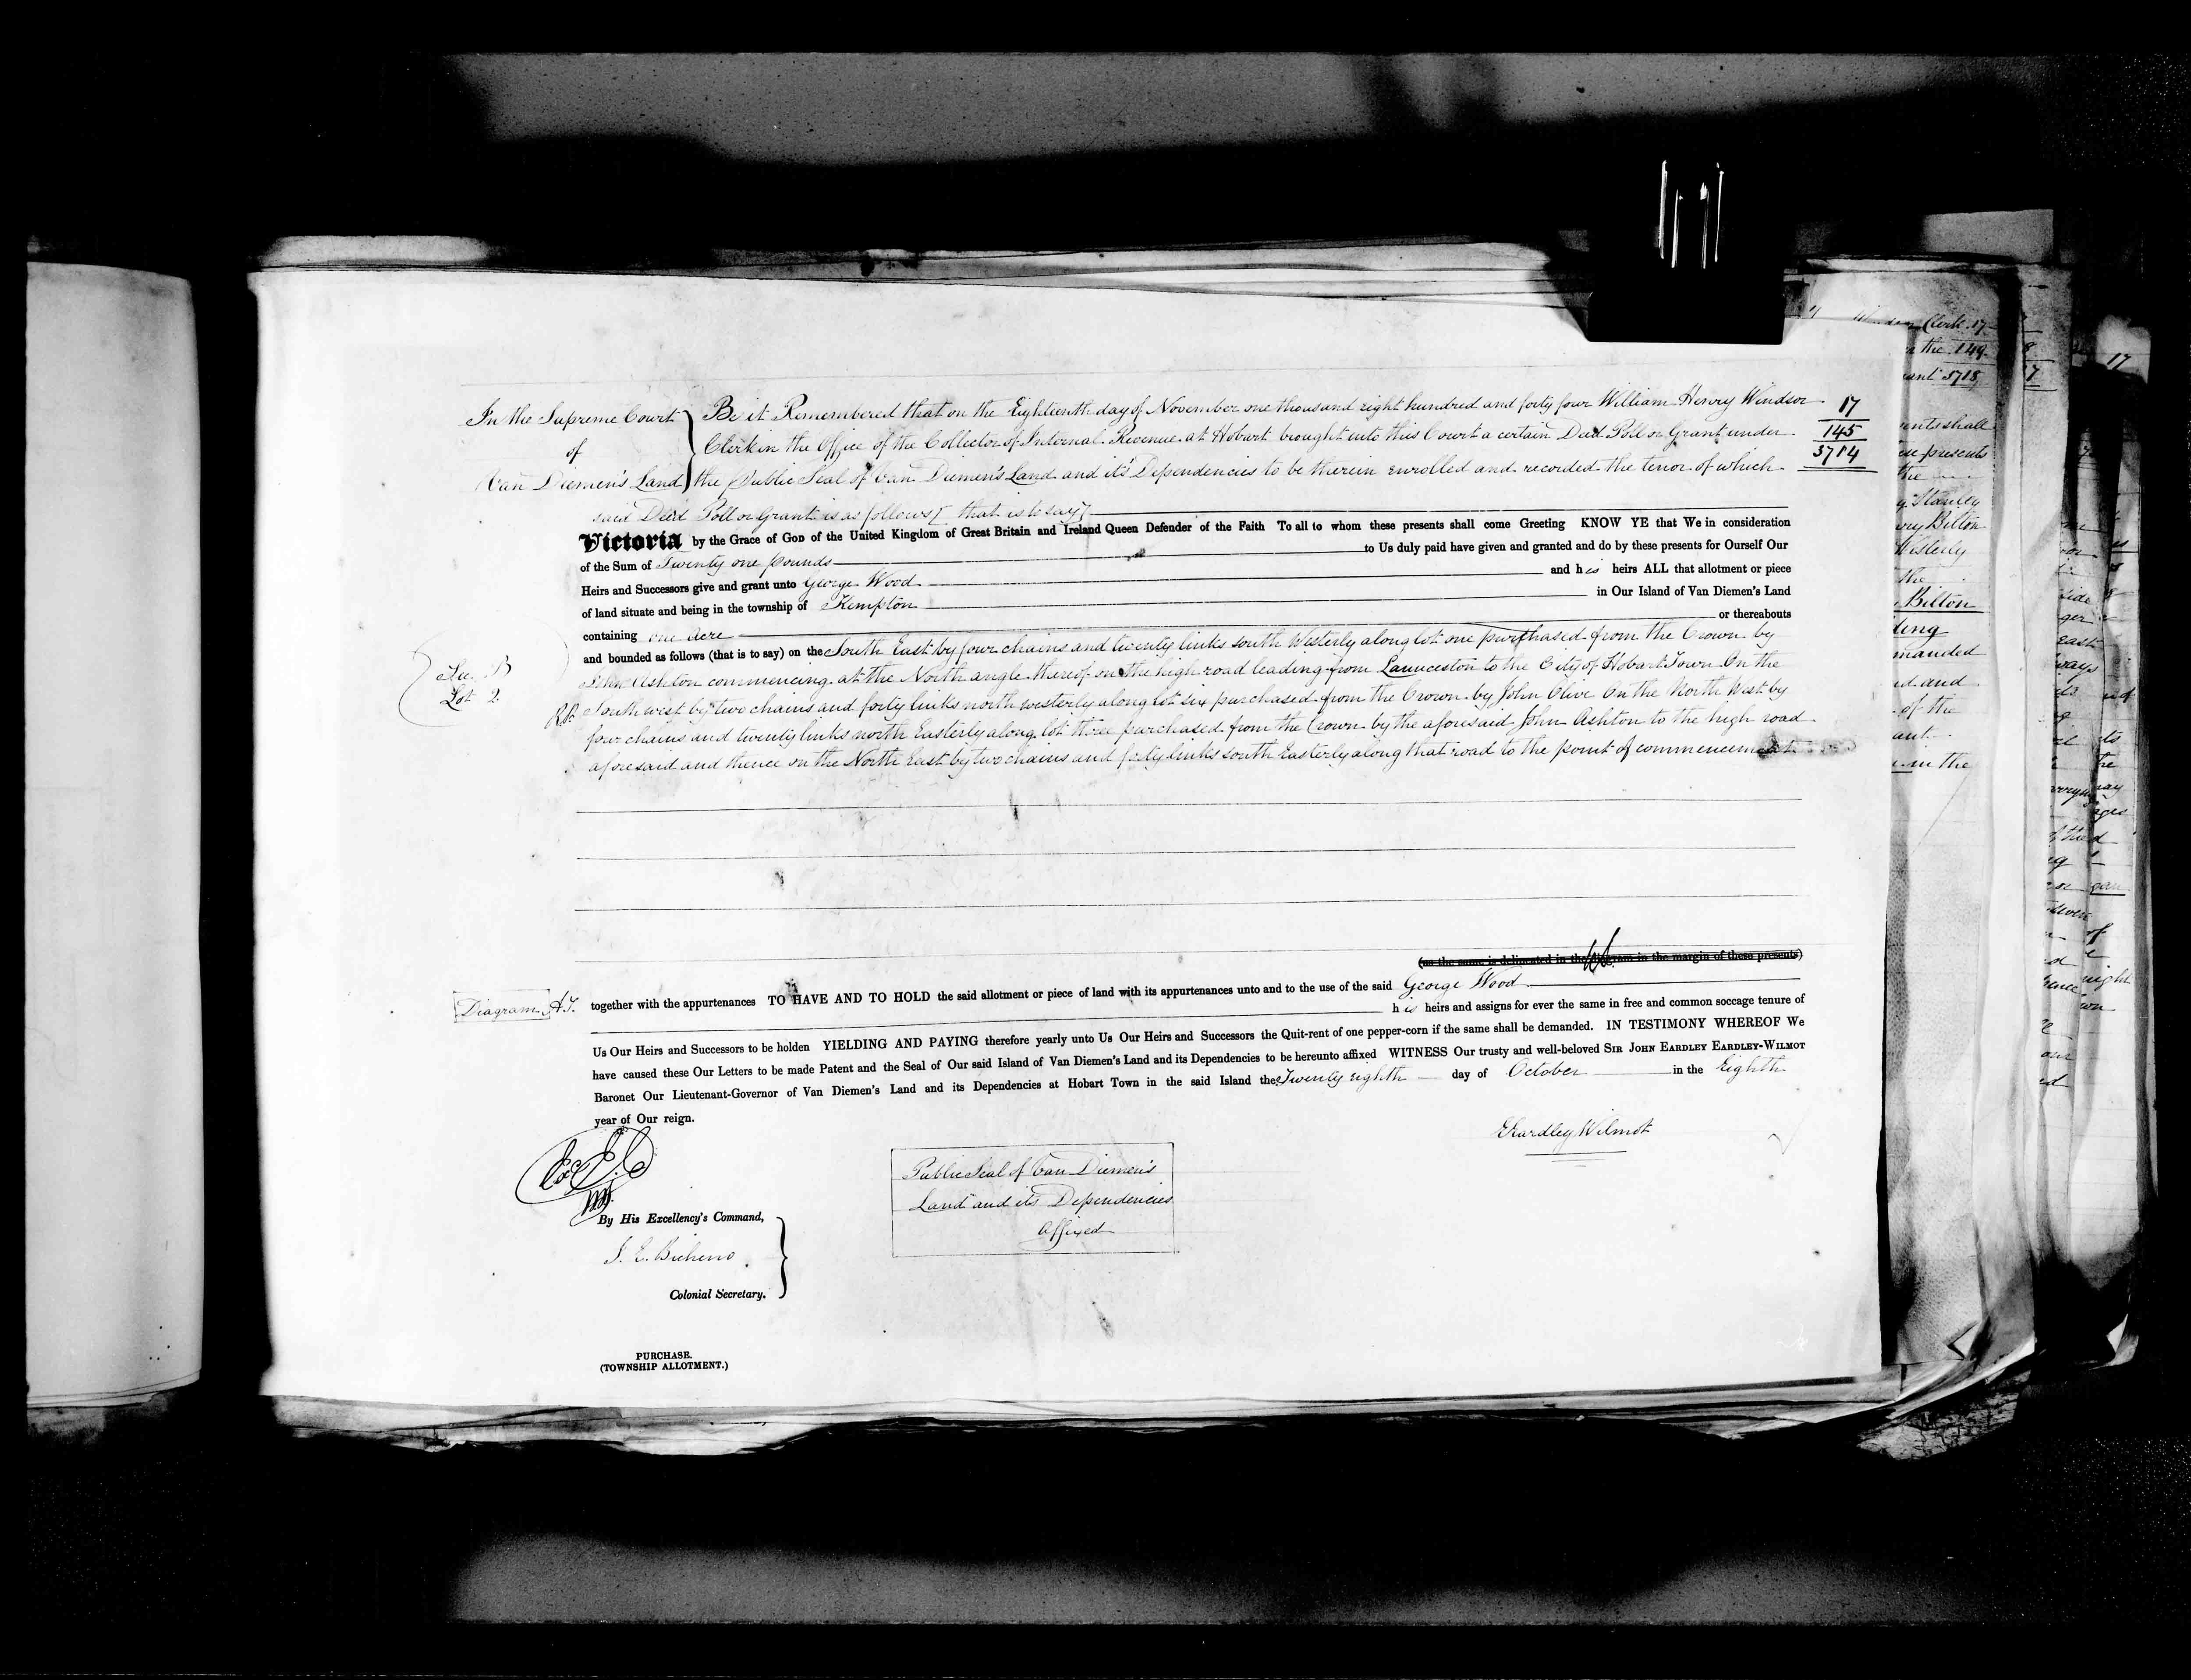 In the Supreme Court
of
Van Diemen's Land
Be it Remembered that on the Eighteenth day of November one thousand eight hundred and forty four William Henry Windsor
Clerk in the Office of the Collector of Internal Revenue at Hobart brought into this Court a certain Deed Poll or Grant under
the Public Seal of Van Diemen's Land and it's Dependencies to be therein enrolled and recorded the tenor of which
said Deed Poll or Grant is as follows [that is to say]
17
145
3714
Victoria by the Grace of God of the United Kingdom of Great Britain and Ireland Queen Defender of the Faith To all to whom these presents shall come Greeting KNOW YE that We in consideration
of the Sum of Twenty one pounds to Us duly paid have given and granted and do by these presents for Ourself Our
Heirs and Successors give and grant unto George Wood and his heirs ALL that allotment or piece
of land situate and being in the township of Kempton in Our Island of Van Diemen's Land
containing one Acre or thereabouts
and bounded as follows (that is to say) on the South East by four chains and twenty links south Westerly along lot one purchased from the Crown by
John Ashton commencing at the North angle thereof on the high road leading from Launceston to the City of Hobart Town On the
South west by two chains and forty links north westerly along lot six purchased from the Crown by John Clive On the North West by
four chains and twenty links north Easterly along lot three purchased from the Crown by the aforesaid John Ashton to the high road
aforesaid and thence on the North East by two chains and forty links south Easterly along that road to the point of commencement
Sec. B
Lot 2
(as the same is delineated in the diagram in the margin of these presents)
Diagram
together with the appurtenances TO HAVE AND TO HOLD the said allotment or piece of land with its appurtenances unto and to the use of the said George Wood
his heirs and assigns for ever the same in free and common soccage tenure of
Us Our Heirs and Successors to be holden YIELDING AND PAYING therefore yearly unto Us Our Heirs and Successors the Quit-rent of one pepper-corn if the same shall be demanded. IN TESTIMONY WHEREOF We
have caused these Our Letters to be made Patent and the Seal of Our said Island of Van Diemen's Land and its Dependencies to be hereunto affixed WITNESS Our trusty and well-beloved SIR JOHN EARDLEY EARDLEY-WILMOT
Baronet Our Lieutenant-Governor of Van Diemen's Land and its Dependencies at Hobart Town in the said Island the Twenty eighth day of October in the Eighth
year of Our reign.
E Eardley Wilmot
Public Seal of Van Diemen's
Land and its Dependencies
affixed
By His Excellency's Command,
J. E. Bicheno
Colonial Secretary.
PURCHASE.
(TOWNSHIP ALLOTMENT.)